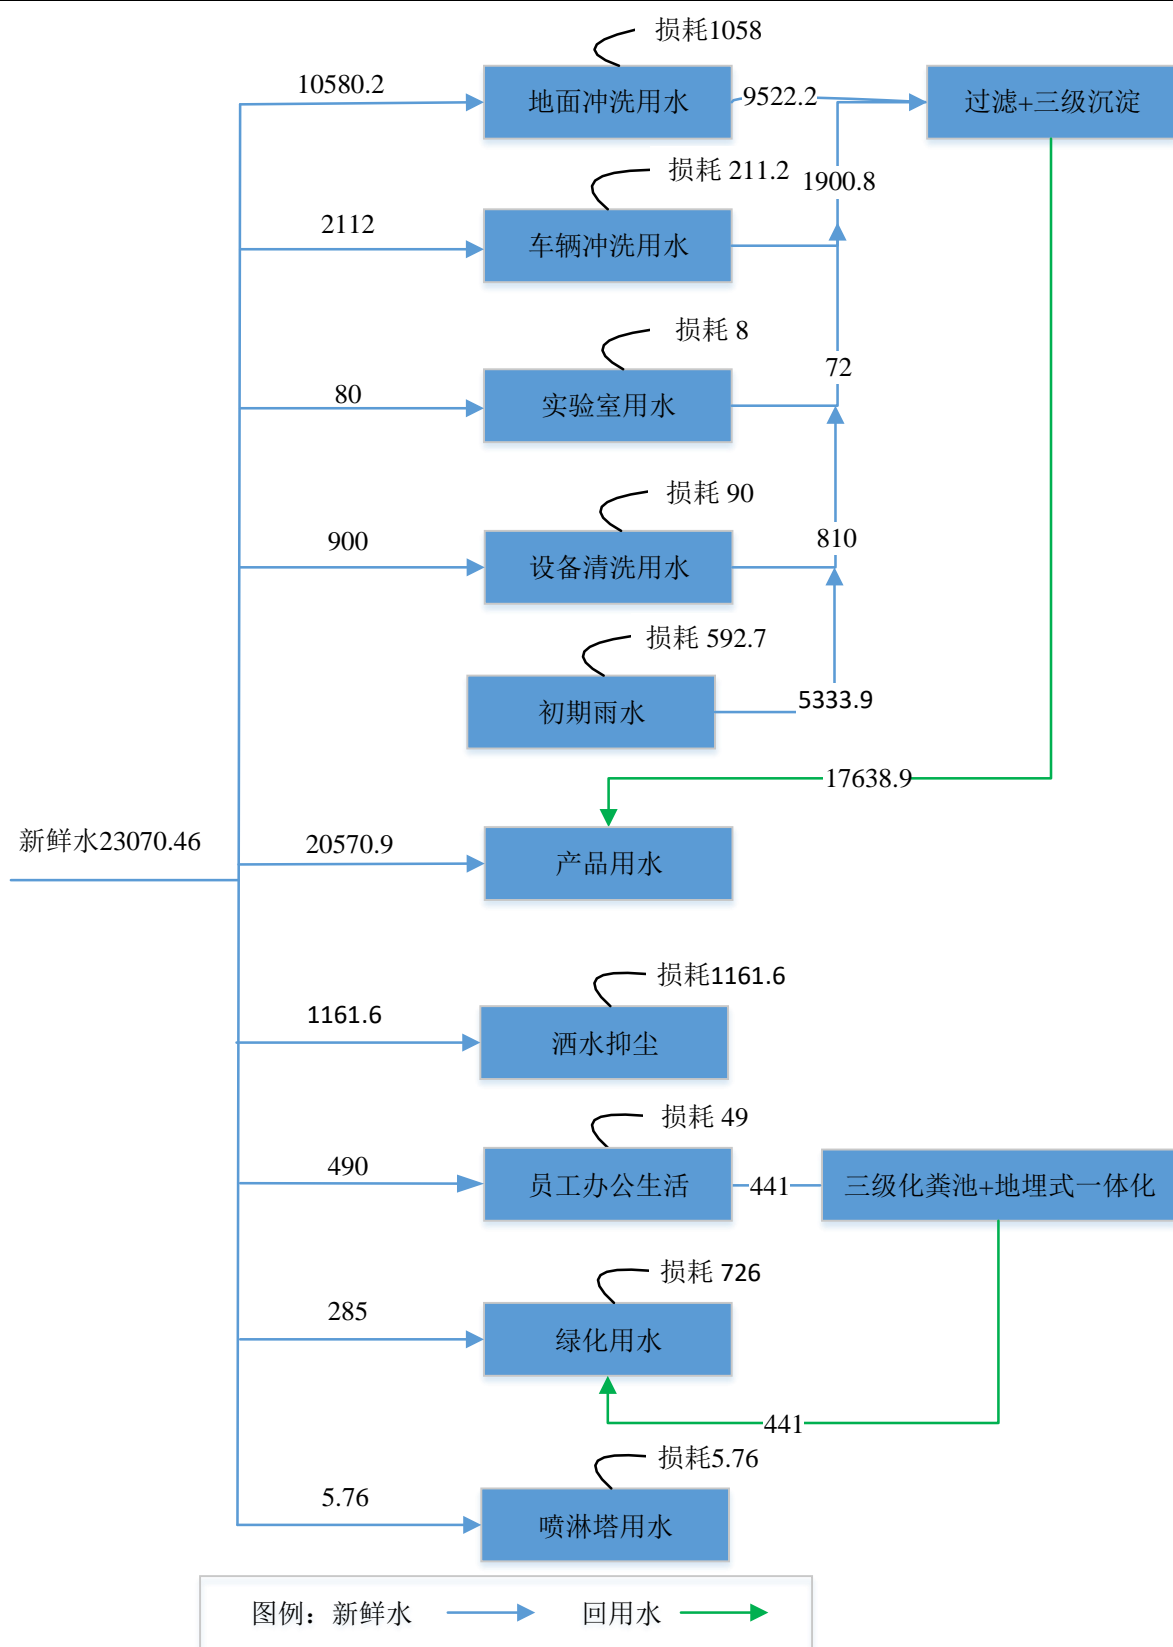 损耗1058
10580.2
地面冲洗用水
9522.2
过滤+三级沉淀
损耗 211.2
1900.8
2112
车辆冲洗用水
损耗 8
72
80
实验室用水
损耗 90
900
810
设备清洗用水
损耗 592.7
5333.9
初期雨水
17638.9
新鲜水23070.46
20570.9
产品用水
损耗1161.6
1161.6
洒水抑尘
损耗 49
490
员工办公生活
441
三级化粪池+地埋式一体化
损耗 726
285
绿化用水
441
损耗5.76
5.76
喷淋塔用水
图例：新鲜水
回用水